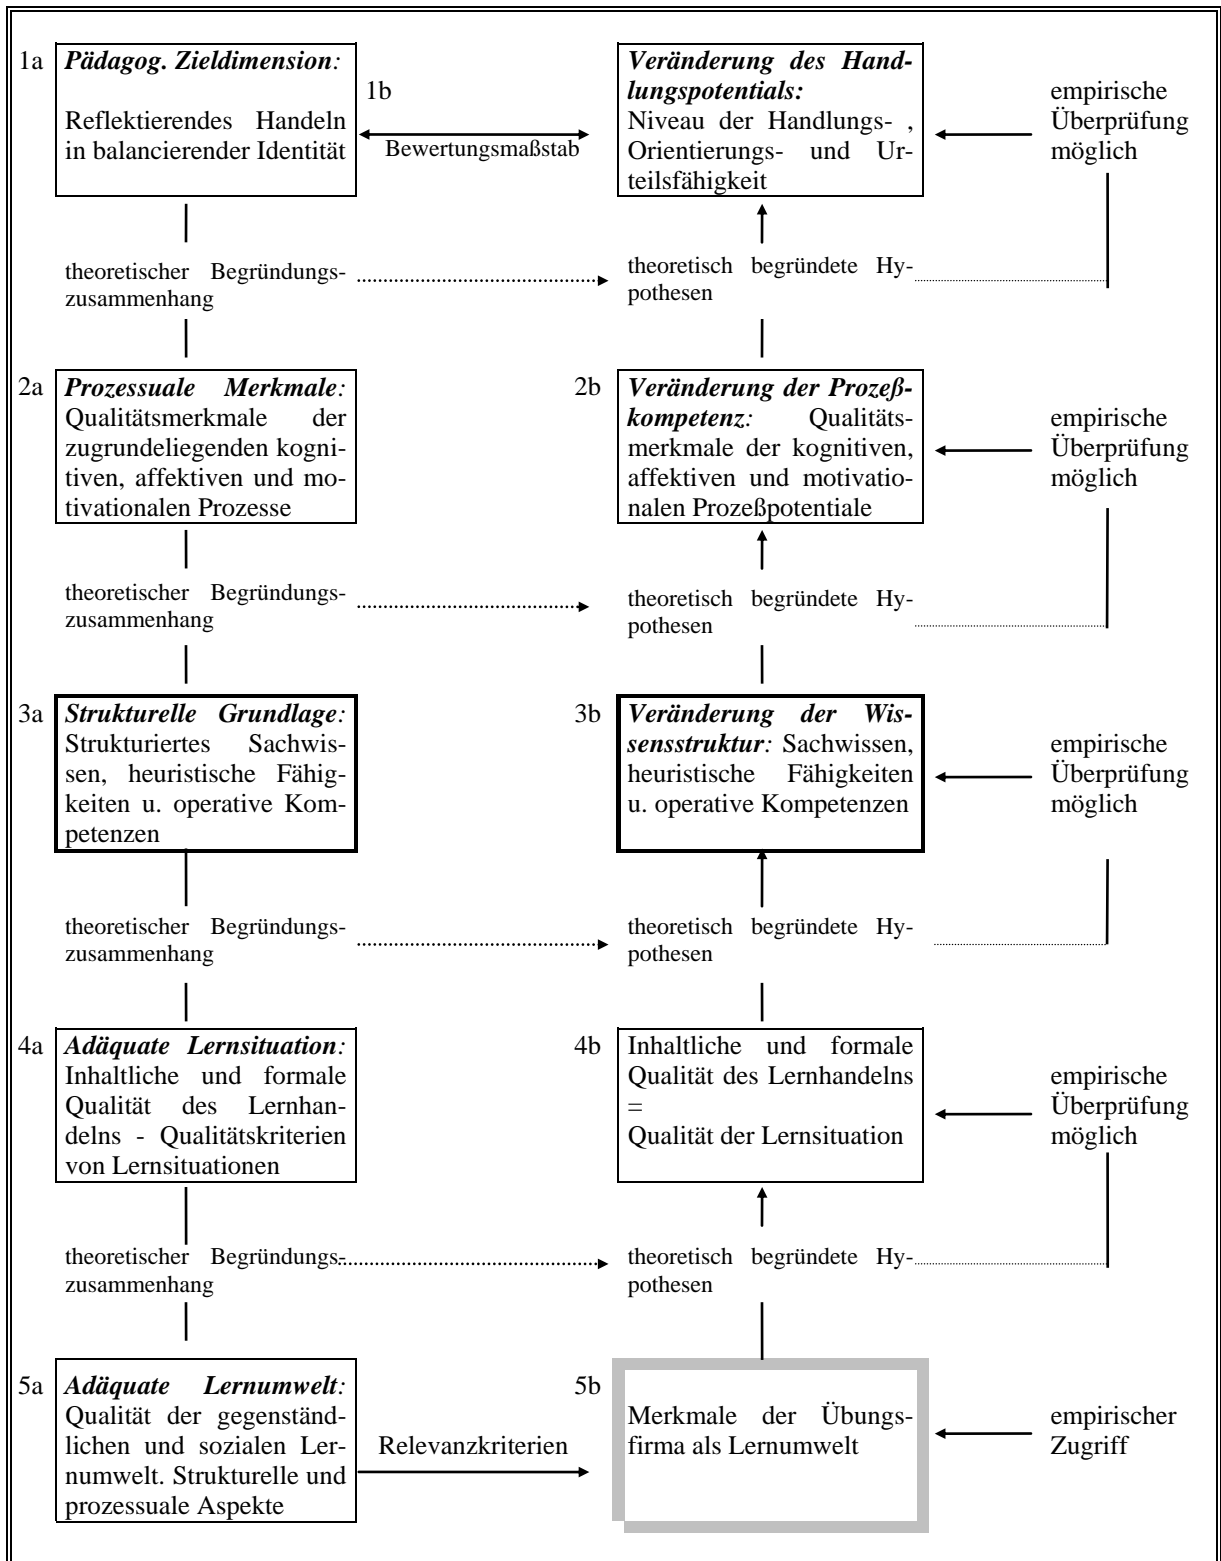 1a
Pädagog. Zieldimension:
Reflektierendes Handeln
in balancierender Identität
1b
Bewertungsmaßstab
Veränderung des Hand-
lungspotentials:
Niveau der Handlungs- ,
Orientierungs- und Ur-
teilsfähigkeit
empirische
Überprüfung
möglich
theoretischer Begründungs-
zusammenhang
theoretisch begründete Hy-
pothesen
2a
Prozessuale Merkmale:
Qualitätsmerkmale der
zugrundeliegenden kogni-
tiven, affektiven und mo-
tivationalen Prozesse
2b
Veränderung der Prozeß-
kompetenz: Qualitäts-
merkmale der kognitiven,
affektiven und motivatio-
nalen Prozeßpotentiale
empirische
Überprüfung
möglich
theoretischer Begründungs-
zusammenhang
theoretisch begründete Hy-
pothesen
3a
Strukturelle Grundlage:
Strukturiertes Sachwis-
sen, heuristische Fähig-
keiten u. operative Kom-
petenzen
3b
Veränderung der Wis-
sensstruktur: Sachwissen,
heuristische Fähigkeiten
u. operative Kompetenzen
empirische
Überprüfung
möglich
theoretischer Begründungs-
zusammenhang
theoretisch begründete Hy-
pothesen
4a
Adäquate Lernsituation:
Inhaltliche und formale
Qualität des Lernhan-
delns - Qualitätskriterien
von Lernsituationen
4b
Inhaltliche und formale
Qualität des Lernhandelns
=
Qualität der Lernsituation
empirische
Überprüfung
möglich
theoretischer Begründungs-
zusammenhang
theoretisch begründete Hy-
pothesen
5a
Adäquate Lernumwelt:
Qualität der gegenständ-
lichen und sozialen Ler-
numwelt. Strukturelle und
prozessuale Aspekte
Relevanzkriterien
5b
Merkmale der Übungs-
firma als Lernumwelt
empirischer
Zugriff